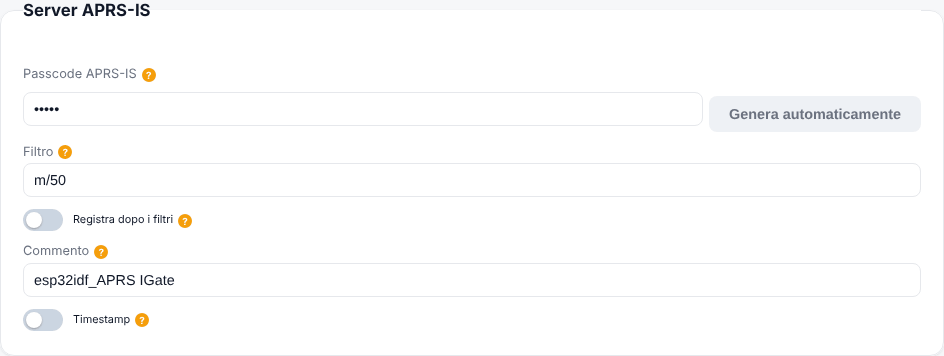 Server APRS-IS
Passcode APRS-IS ?
•••••
Genera automaticamente
Filtro ?
m/50
Registra dopo i filtri ?
Commento ?
esp32idf_APRS IGate
Timestamp ?